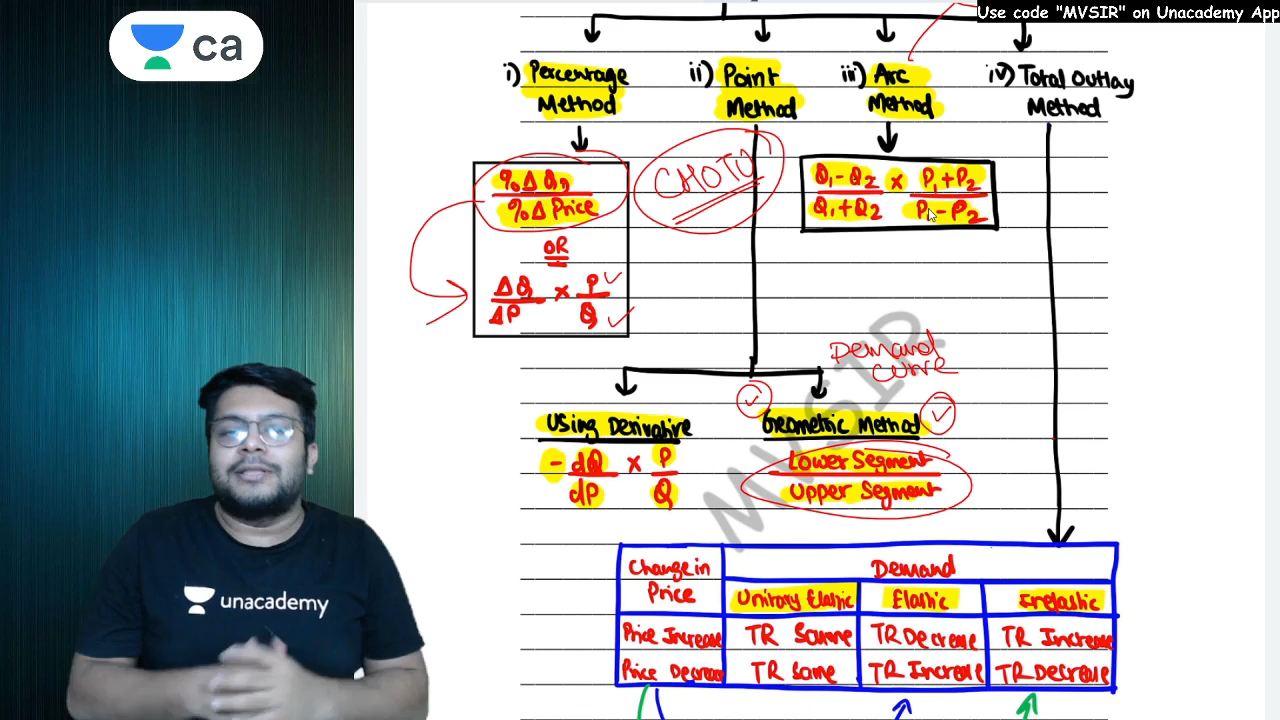 Use code "MVSIR" on Unacademy App
ca
i) Percentage Method
ii) Point Method
iii) Arc Method
iv) Total Outlay Method
%Δ Qd
%Δ Price
OR
ΔQ × P
ΔP Q
CHOTU
Q1 - Q2 × P1 + P2
Q1 + Q2 P1 - P2
Demand
curve
Using Derivative
- dQ × P
dP Q
Geometric Method
Lower Segment
Upper Segment
MVSIR
unacademy
Change in Price
Demand
Unitary Elastic Elastic Inelastic
Price Increase TR Same TR Decrease TR Increase
Price Decrease TR Same TR Increase TR Decrease